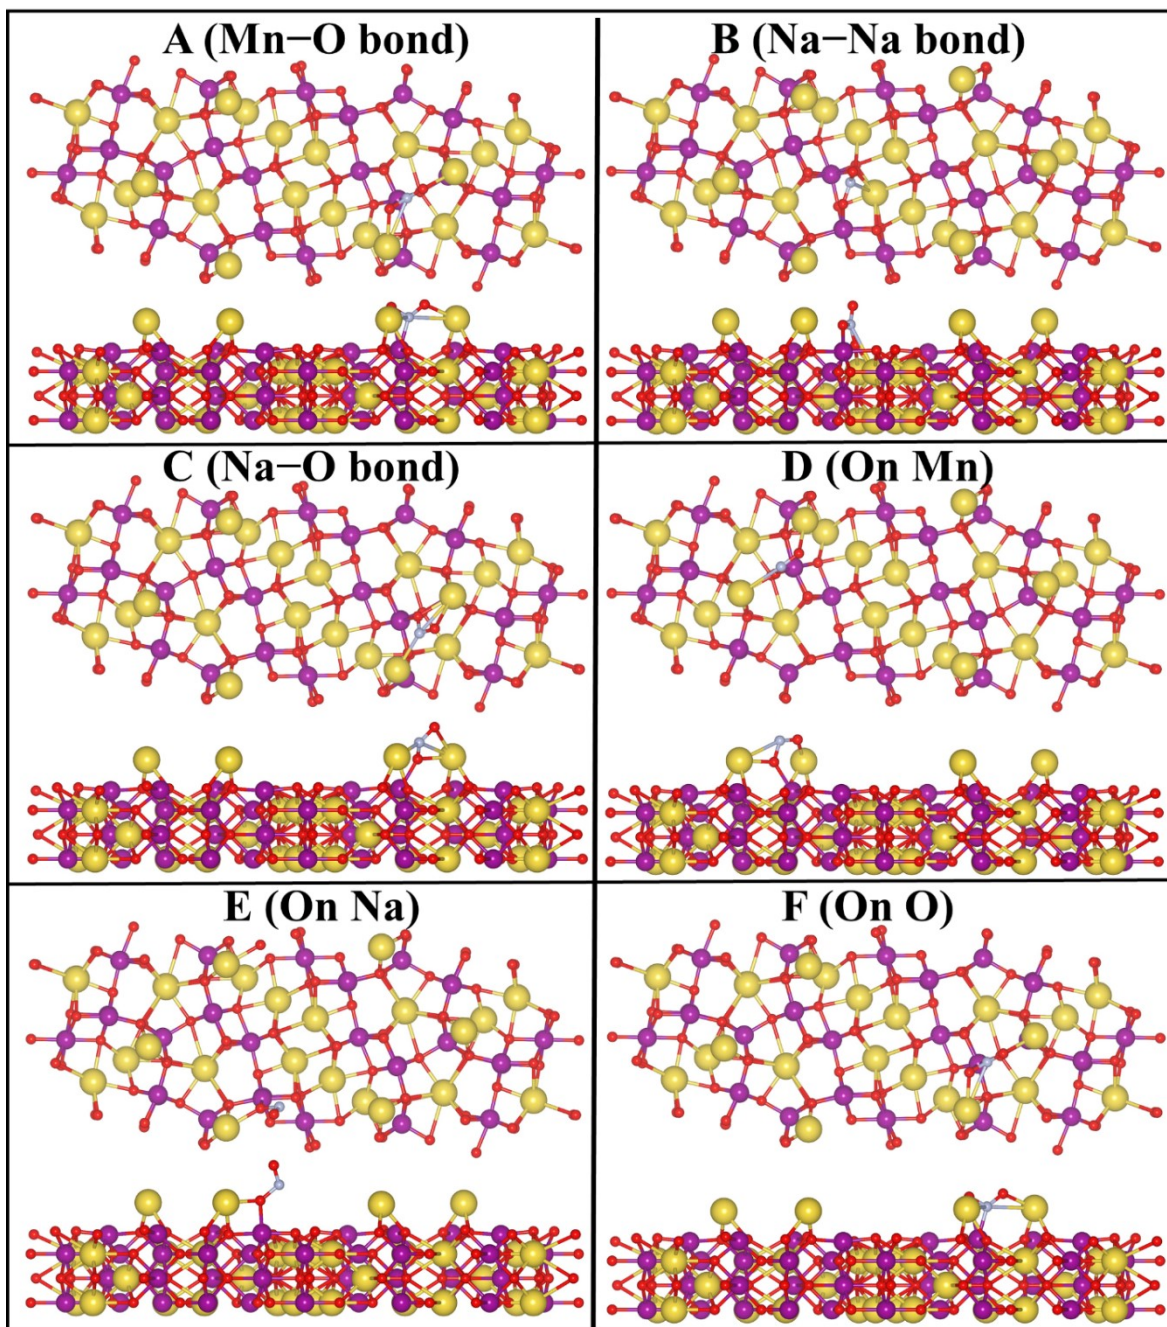 A (Mn−O bond)
B (Na−Na bond)
C (Na−O bond)
D (On Mn)
E (On Na)
F (On O)